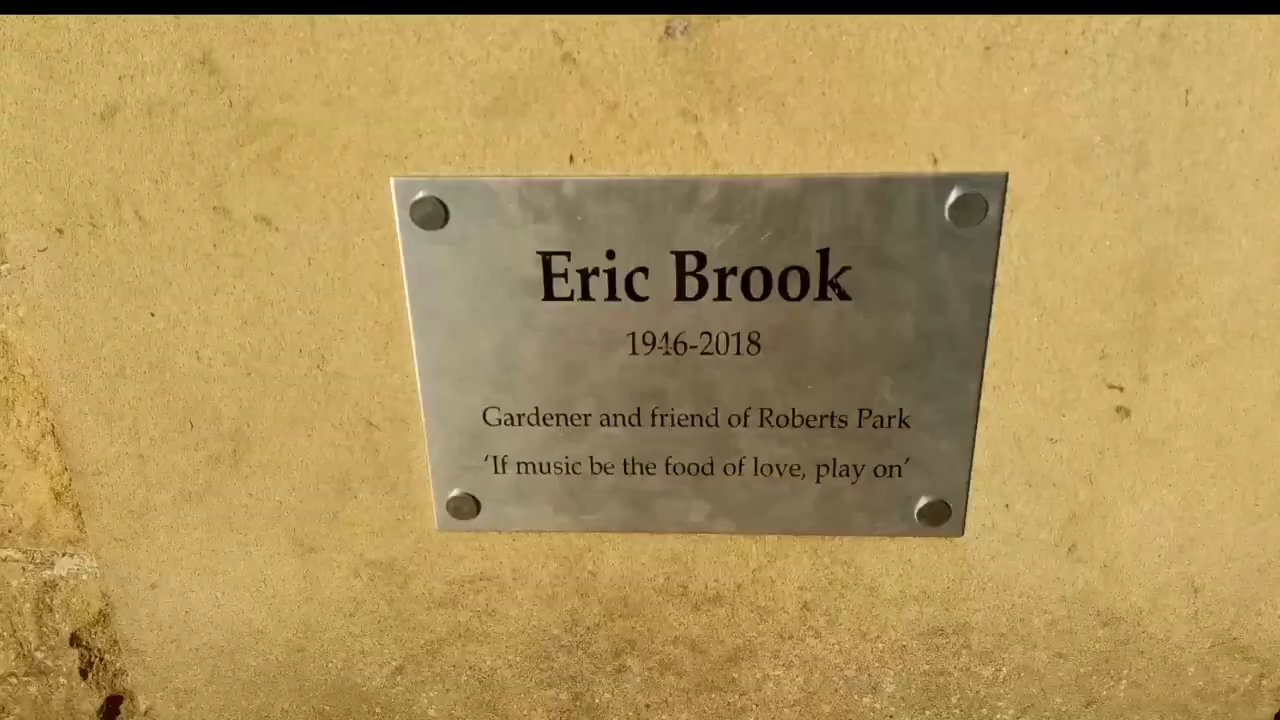 Eric Brook
1946-2018
Gardener and friend of Roberts Park
‘If music be the food of love, play on’